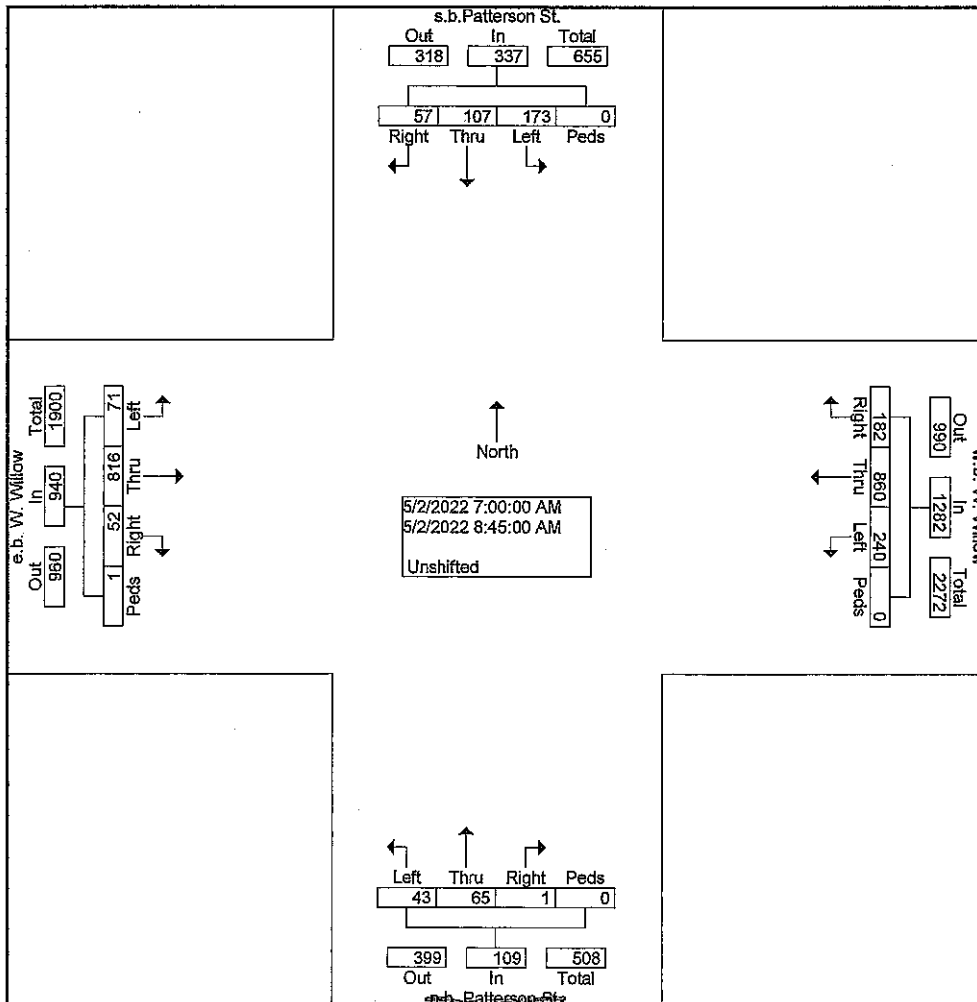 s.b.Patterson St.
Out In Total
318 337 655
57 107 173 0
Right Thru Left Peds
e.b. W. Willow
Total In Out
1900 940 960
71 816 52 1
Left Thru Right Peds
North
5/2/2022 7:00:00 AM
5/2/2022 8:45:00 AM
Unshifted
Right Thru Left Peds
182 860 240 0
Out In Total
990 1282 2272
Left Thru Right Peds
43 65 1 0
399 109 508
Out In Total
n.b. Patterson St.